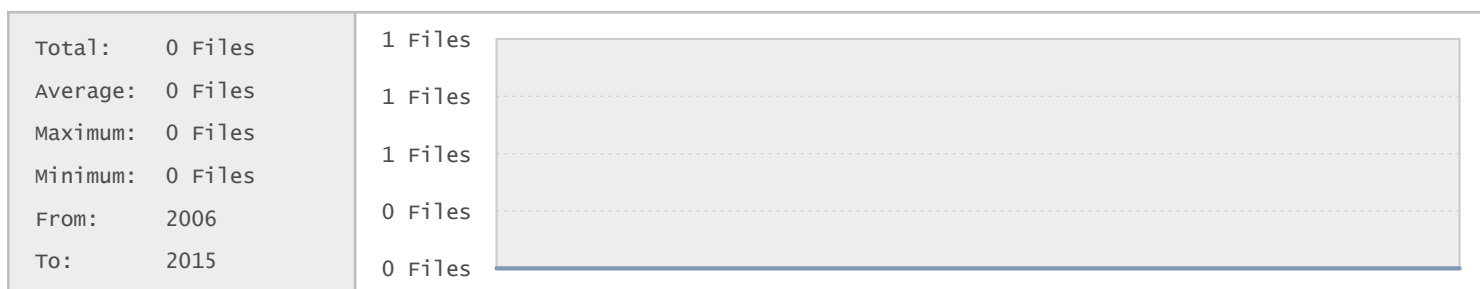 Total: 0 Files
Average: 0 Files
Maximum: 0 Files
Minimum: 0 Files
From: 2006
To: 2015
1 Files
1 Files
1 Files
0 Files
0 Files